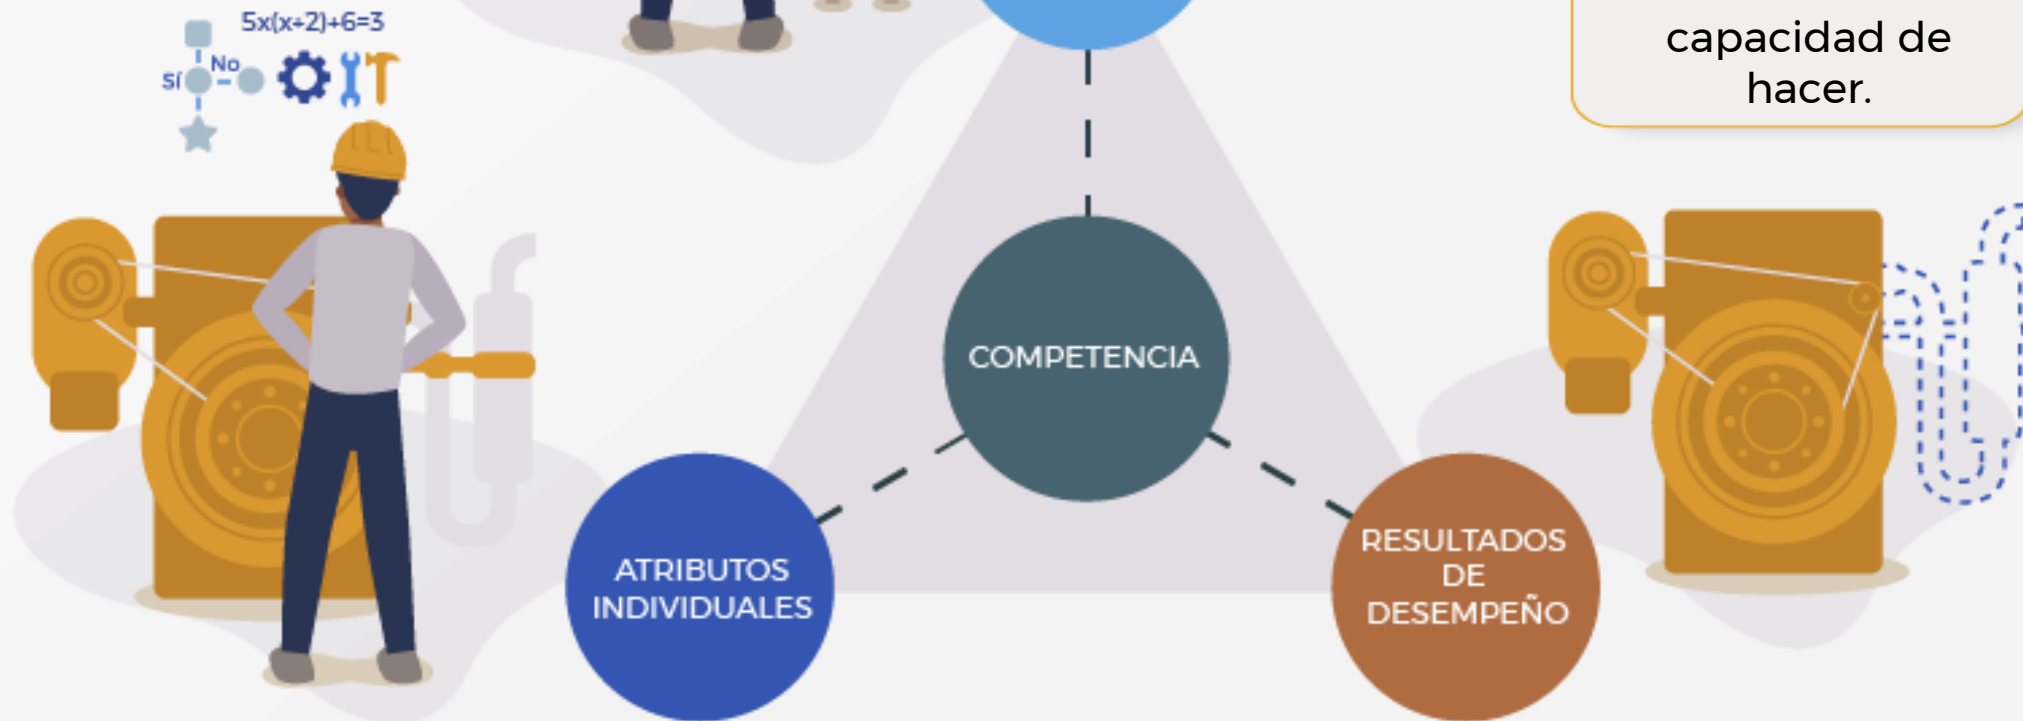 5x(x+2)+6=3
No
Sí
capacidad de
hacer.
COMPETENCIA
ATRIBUTOS
INDIVIDUALES
RESULTADOS
DE
DESEMPEÑO